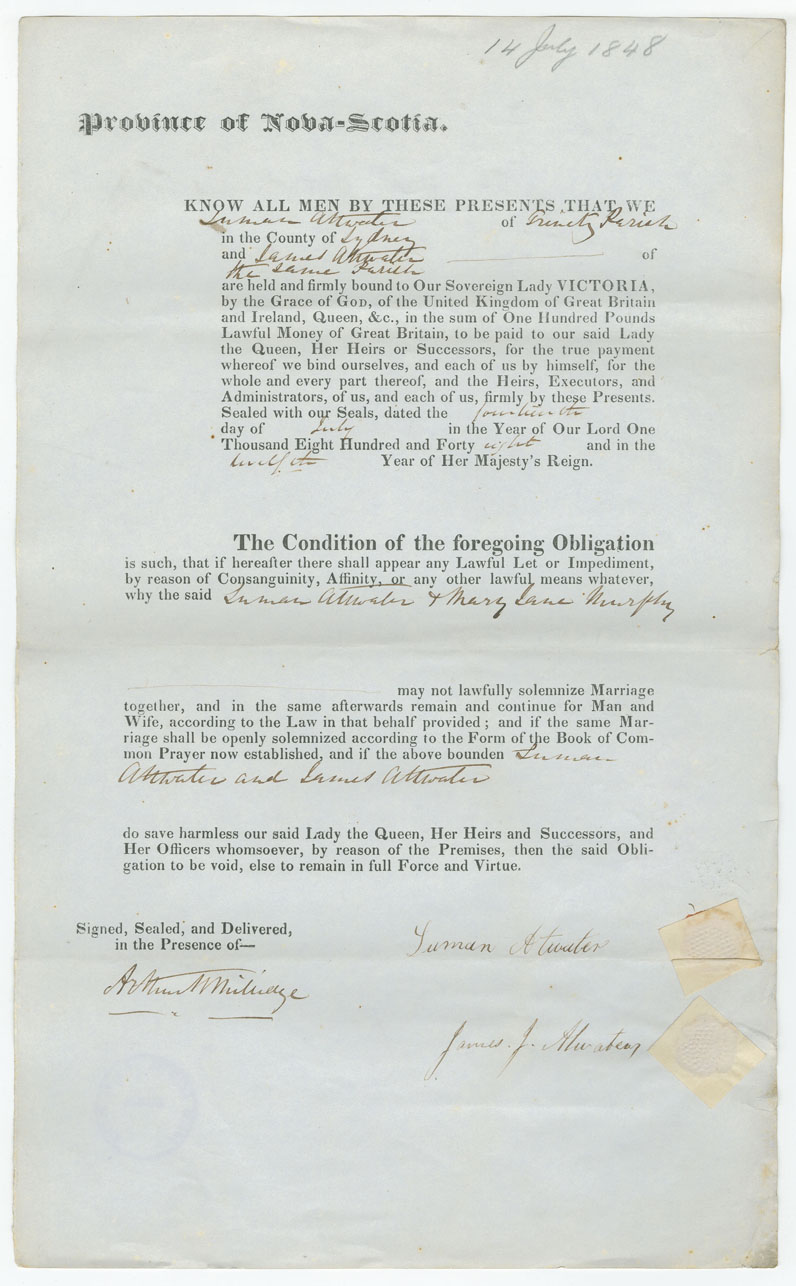 14 July 1848
Province of Nova-Scotia.
KNOW ALL MEN BY THESE PRESENTS THAT WE
Luman Attwater of Trinity Parish
in the County of Sydney
and James Attwater of
the same Parish
are held and firmly bound to Our Sovereign Lady VICTORIA,
by the Grace of GOD, of the United Kingdom of Great Britain
and Ireland, Queen, &c., in the sum of One Hundred Pounds
Lawful Money of Great Britain, to be paid to our said Lady
the Queen, Her Heirs or Successors, for the true payment
whereof we bind ourselves, and each of us by himself, for the
whole and every part thereof, and the Heirs, Executors, and
Administrators, of us, and each of us, firmly by these Presents.
Sealed with our Seals, dated the fourteenth
day of July in the Year of Our Lord One
Thousand Eight Hundred and Forty eight and in the
twelfth Year of Her Majesty's Reign.
The Condition of the foregoing Obligation
is such, that if hereafter there shall appear any Lawful Let or Impediment,
by reason of Consanguinity, Affinity, or any other lawful means whatever,
why the said Luman Attwater & Mary Jane Murphy
may not lawfully solemnize Marriage
together, and in the same afterwards remain and continue for Man and
Wife, according to the Law in that behalf provided; and if the same Mar-
riage shall be openly solemnized according to the Form of the Book of Com-
mon Prayer now established, and if the above bounden Luman
Attwater and James Attwater
do save harmless our said Lady the Queen, Her Heirs and Successors, and
Her Officers whomsoever, by reason of the Premises, then the said Obli-
gation to be void, else to remain in full Force and Virtue.
Signed, Sealed, and Delivered,
in the Presence of—
Luman Atwater
Arthur W Millidge
James. J. Atwater